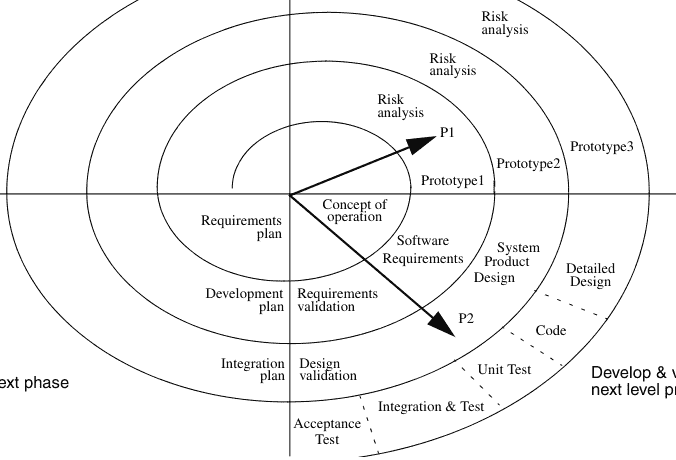 Risk
analysis
Risk
analysis
Risk
analysis
P1
Prototype1
Prototype2
Prototype3
Requirements
plan
Concept of
operation
Software
Requirements
System
Product
Design
Detailed
Design
Development
plan
Requirements
validation
P2
Code
Integration
plan
Design
validation
Unit Test
Integration & Test
Acceptance
Test
ext phase
Develop & v
next level pr